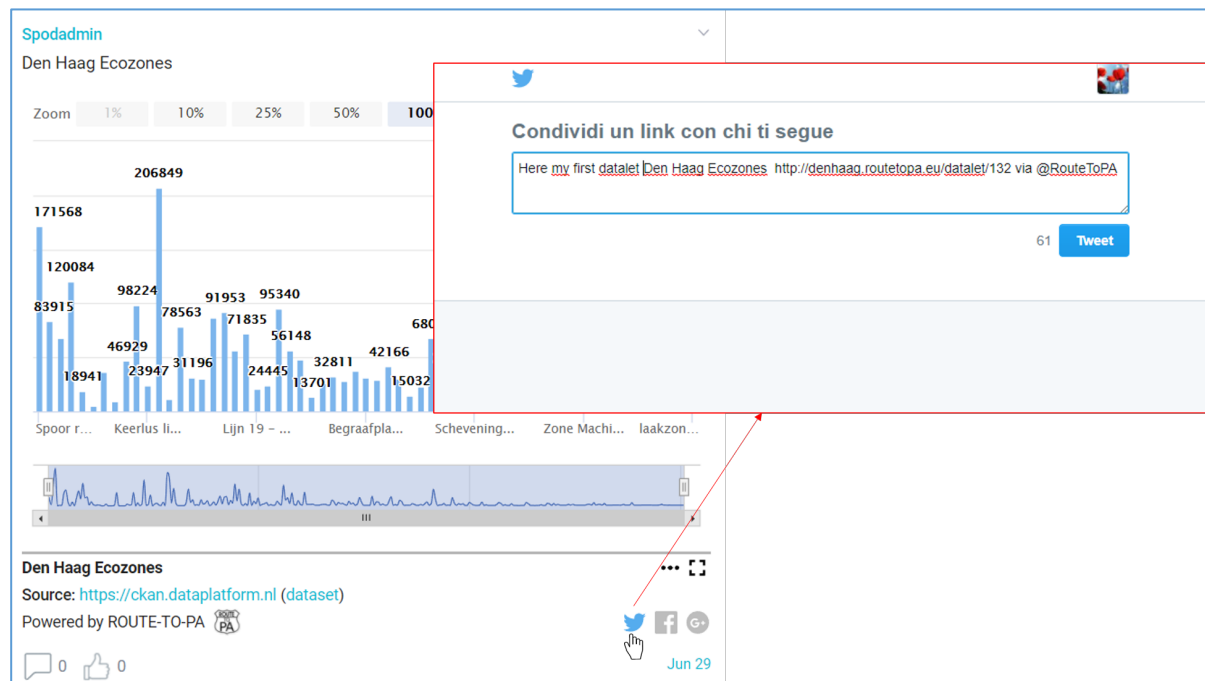 Spodadmin
Den Haag Ecozones
Zoom 1% 10% 25% 50% 100
206849
171568
120084
98224
83915
91953
95340
78563
71835
680
56148
46929
42166
31196
32811
23947
24445
18941
13701
15032
Spoor r... Keerlus li... Lijn 19 – ... Begraafpla... Schevening... Zone Machi... laakzon...
Condividi un link con chi ti segue
Here my first datalet Den Haag Ecozones http://denhaag.routetopa.eu/datalet/132 via @RouteToPA
61 Tweet
Den Haag Ecozones
Source: https://ckan.dataplatform.nl (dataset)
Powered by ROUTE-TO-PA ROUTE TO PA
0 0 Jun 29